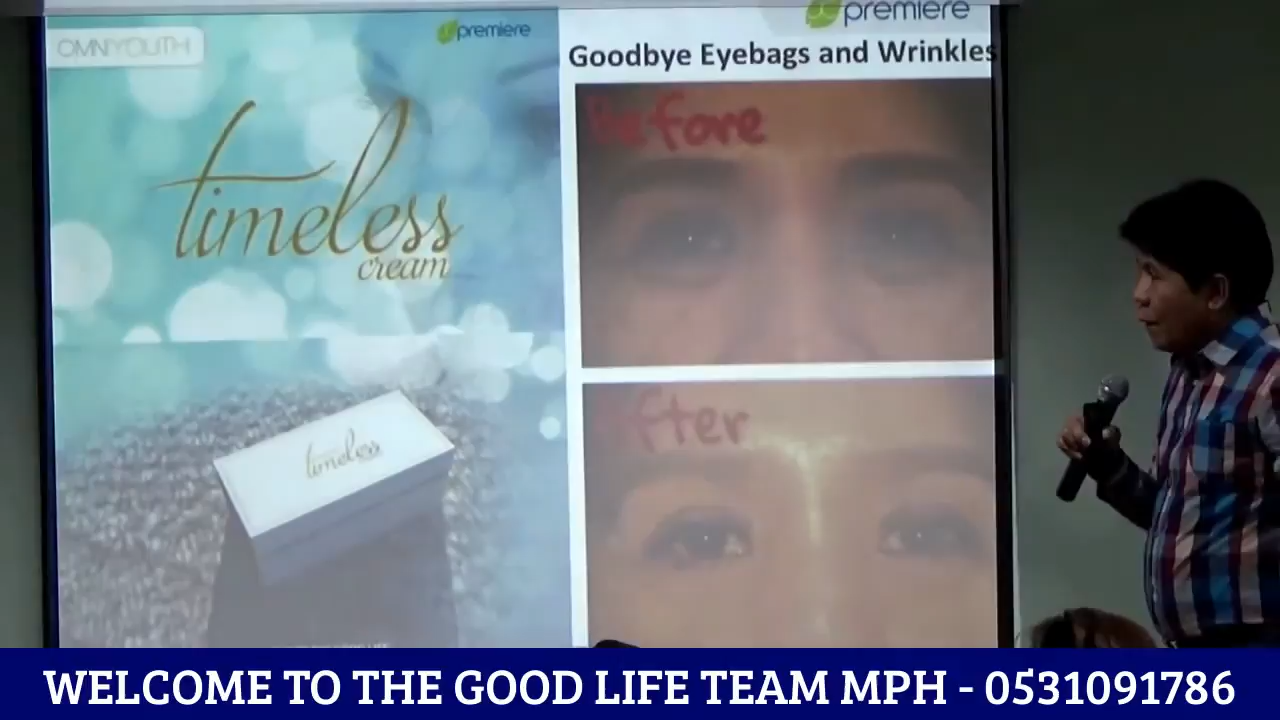 OMNIYOUTH
premiere
timeless
cream
timeless
premiere
Goodbye Eyebags and Wrinkles
Before
After
WELCOME TO THE GOOD LIFE TEAM MPH - 0531091786